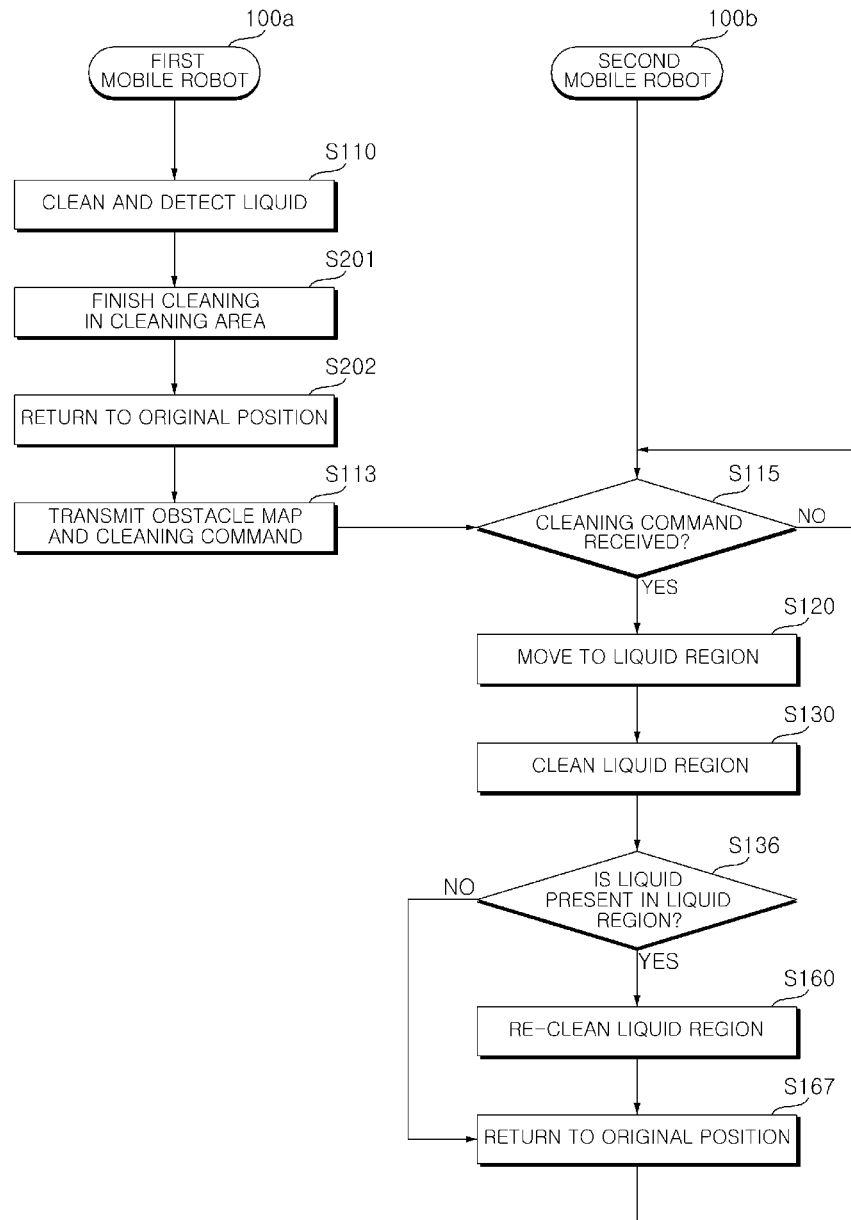 100a
FIRST
MOBILE ROBOT
S110
CLEAN AND DETECT LIQUID
S201
FINISH CLEANING
IN CLEANING AREA
S202
RETURN TO ORIGINAL POSITION
S113
TRANSMIT OBSTACLE MAP
AND CLEANING COMMAND
100b
SECOND
MOBILE ROBOT
S115
CLEANING COMMAND
RECEIVED?
NO
YES
S120
MOVE TO LIQUID REGION
S130
CLEAN LIQUID REGION
S136
IS LIQUID
PRESENT IN LIQUID
REGION?
NO
YES
S160
RE-CLEAN LIQUID REGION
S167
RETURN TO ORIGINAL POSITION